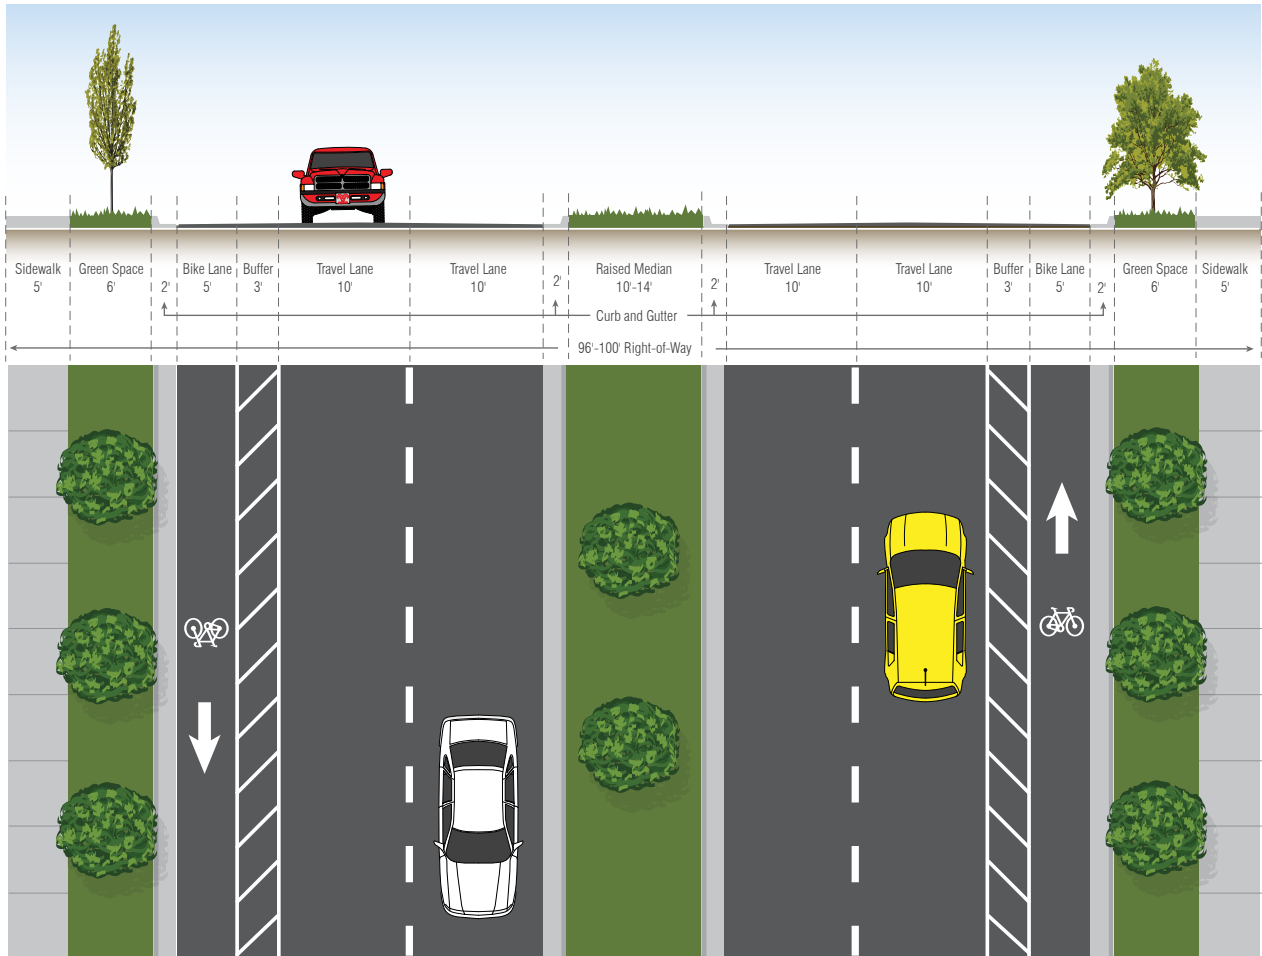 Sidewalk
5'
Green Space
6'
2'
Bike Lane
5'
Buffer
3'
Travel Lane
10'
Travel Lane
10'
2'
Raised Median
10'-14'
2'
Travel Lane
10'
Travel Lane
10'
Buffer
3'
Bike Lane
5'
2'
Green Space
6'
Sidewalk
5'
Curb and Gutter
96'-100' Right-of-Way